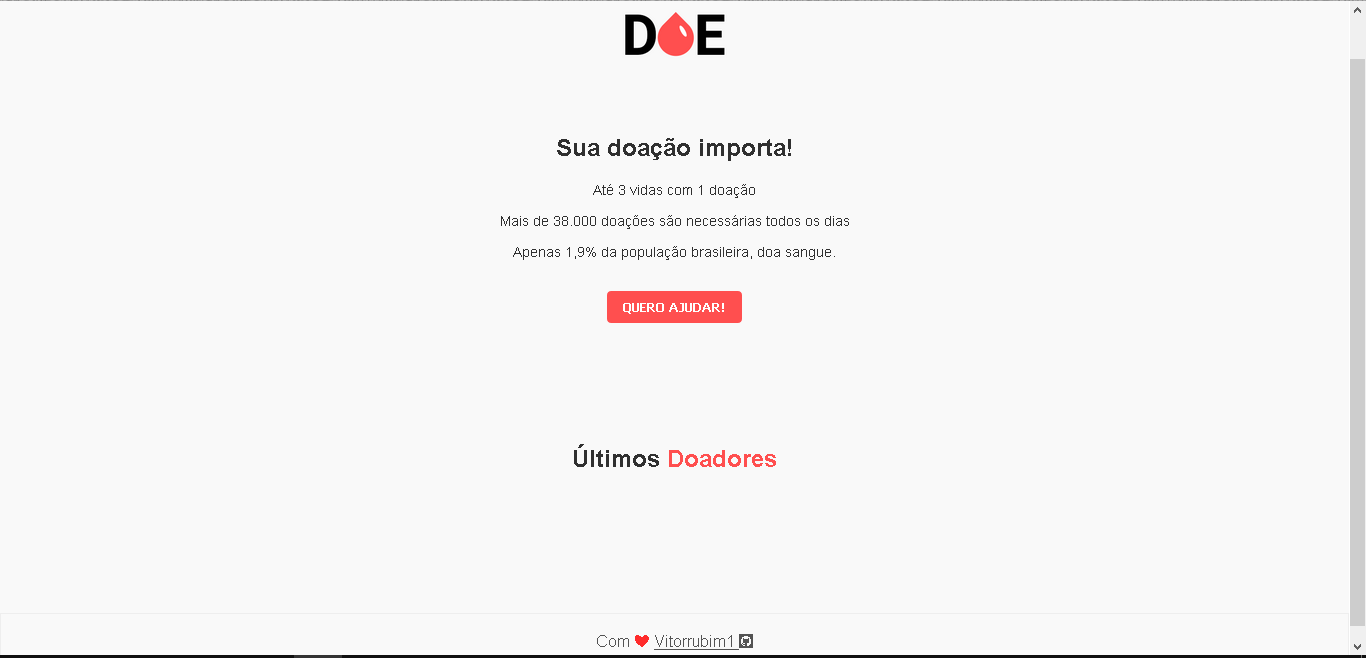 DOE
Sua doação importa!
Até 3 vidas com 1 doação
Mais de 38.000 doações são necessárias todos os dias
Apenas 1,9% da população brasileira, doa sangue.
QUERO AJUDAR!
Últimos Doadores
Com ❤ Vitorrubim1